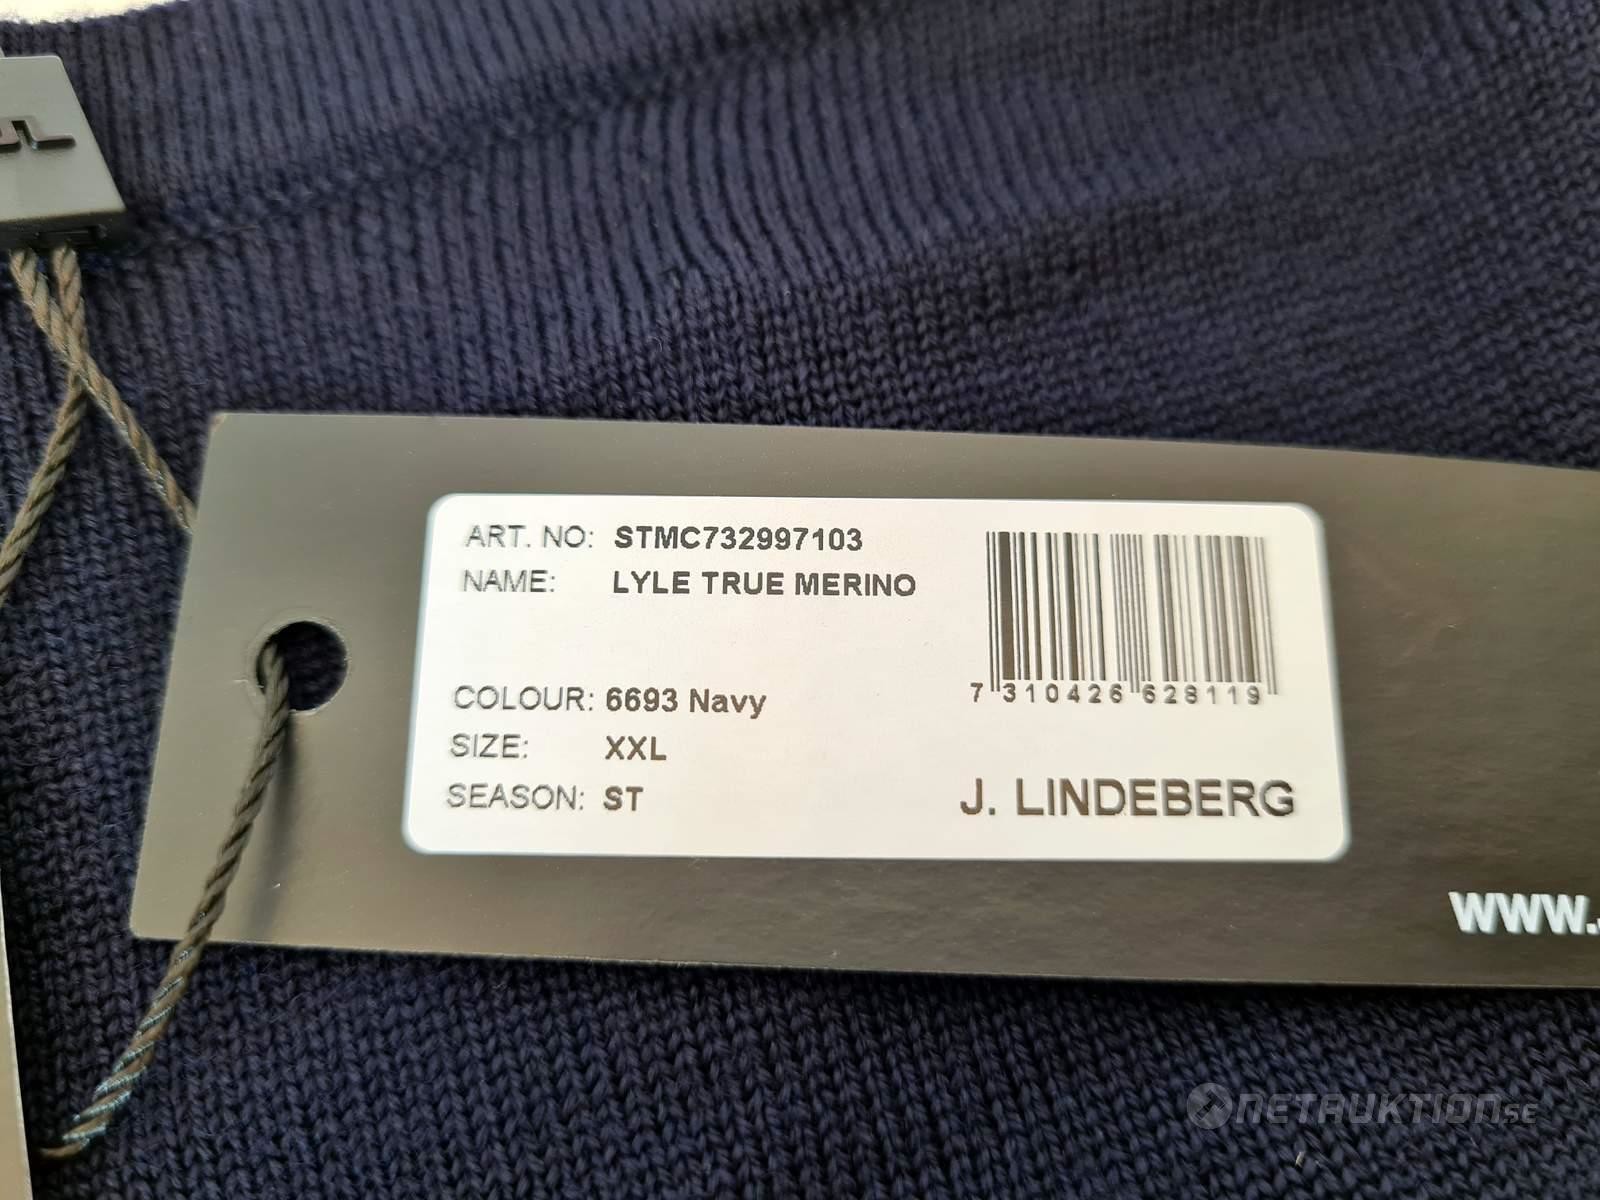 ART. NO: STMC732997103
NAME: LYLE TRUE MERINO
COLOUR: 6693 Navy
SIZE: XXL
SEASON: ST
7 310426 628119
J. LINDEBERG
www.
NETAUKTION.SE